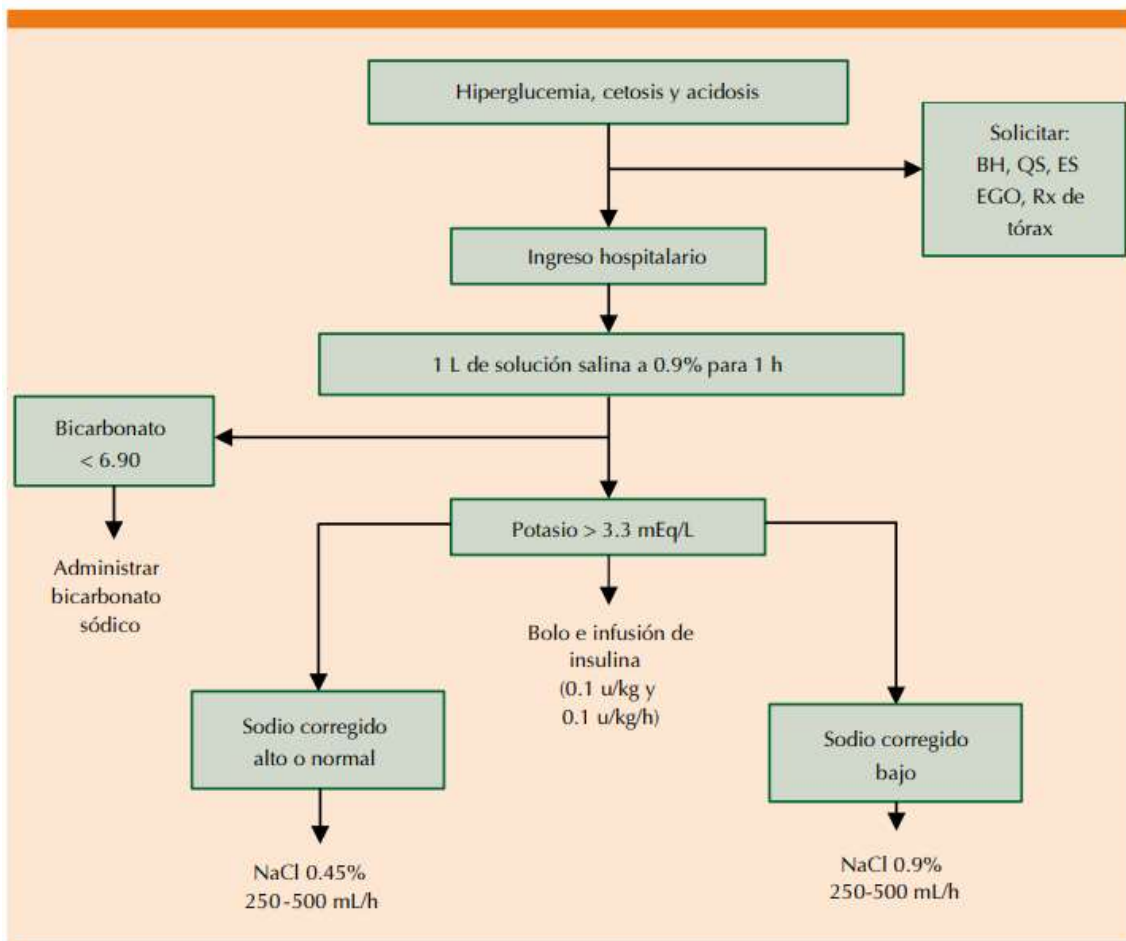 Hiperglucemia, cetosis y acidosis
Solicitar:
BH, QS, ES
EGO, Rx de
tórax
Ingreso hospitalario
1 L de solución salina a 0.9% para 1 h
Bicarbonato
< 6.90
Administrar
bicarbonato
sódico
Potasio > 3.3 mEq/L
Bolo e infusión de
insulina
(0.1 u/kg y
0.1 u/kg/h)
Sodio corregido
alto o normal
NaCl 0.45%
250-500 mL/h
Sodio corregido
bajo
NaCl 0.9%
250-500 mL/h